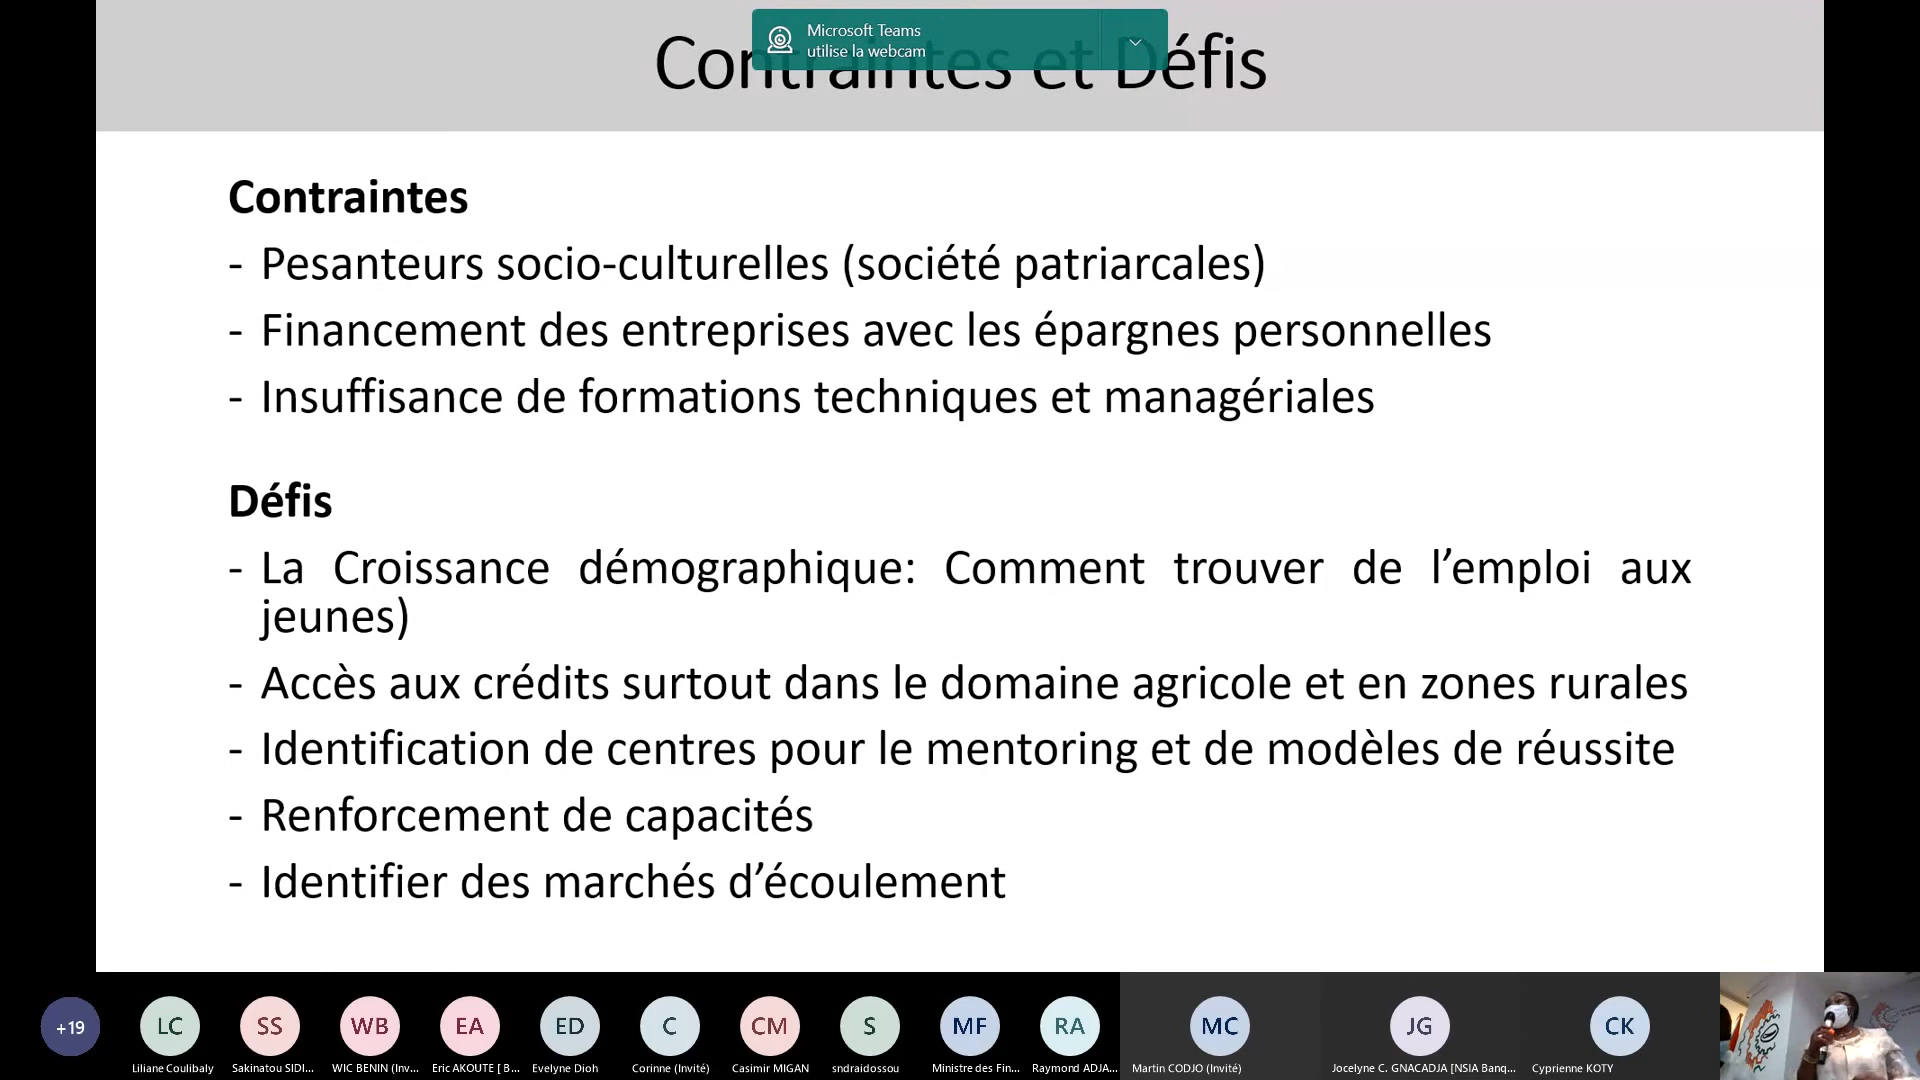 Microsoft Teams
utilise la webcam
Contraintes et Défis
Contraintes
- Pesanteurs socio-culturelles (société patriarcales)
- Financement des entreprises avec les épargnes personnelles
- Insuffisance de formations techniques et managériales
Défis
- La Croissance démographique: Comment trouver de l’emploi aux
jeunes)
- Accès aux crédits surtout dans le domaine agricole et en zones rurales
- Identification de centres pour le mentoring et de modèles de réussite
- Renforcement de capacités
- Identifier des marchés d’écoulement
+19 LC SS WB EA ED C CM S MF RA MC JG CK
Liliane Coulibaly Sakinatou SIDI... WIC BENIN (Inv... Eric AKOUTE [ B... Evelyne Dioh Corinne (Invité) Casimir MIGAN sndraidossou Ministre des Fin... Raymond ADJA... Martin CODJO (Invité) Jocelyne C. GNACADJA [NSIA Banq... Cyprienne KOTY